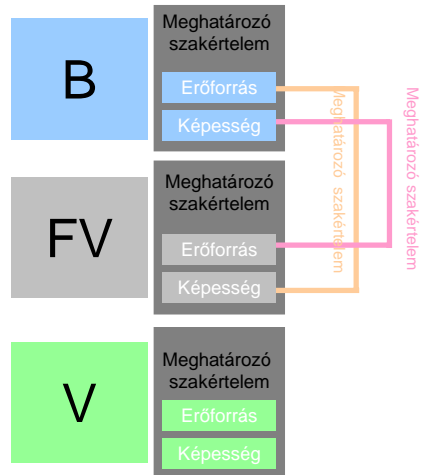 B
Meghatározó
szakértelem
Erőforrás
Képesség
FV
Meghatározó
szakértelem
Erőforrás
Képesség
V
Meghatározó
szakértelem
Erőforrás
Képesség
Meghatározó szakértelem
Meghatározó szakértelem